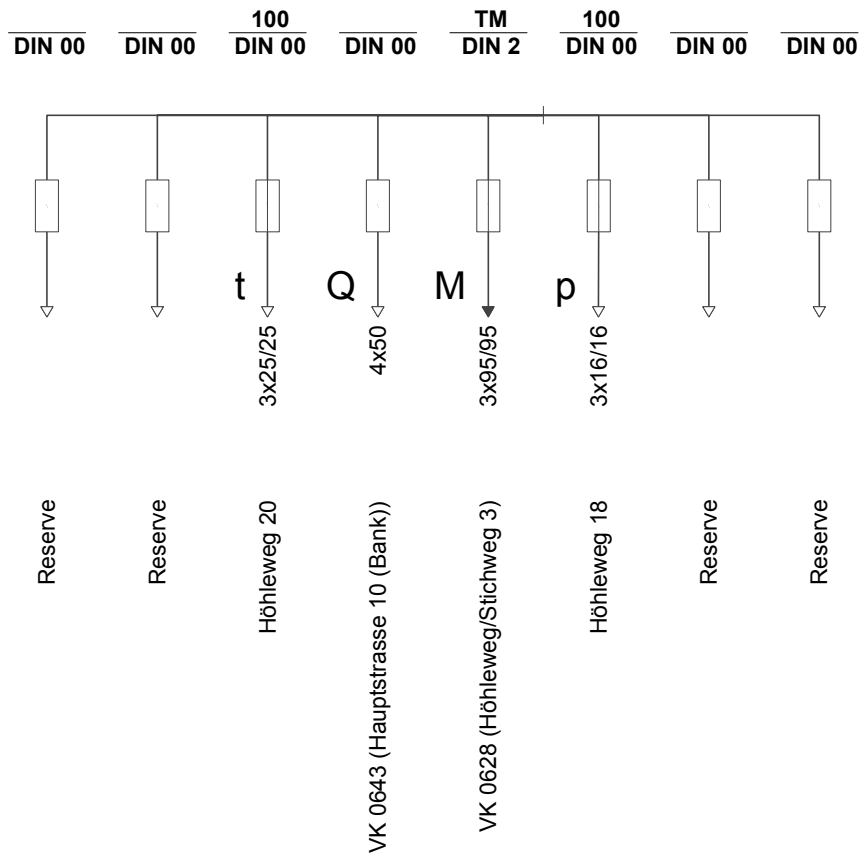 100 TM 100
DIN 00 DIN 00 DIN 00 DIN 00 DIN 2 DIN 00 DIN 00 DIN 00
t Q M p
3x25/25
4x50
3x95/95
3x16/16
Reserve
Reserve
Höhleweg 20
VK 0643 (Hauptstrasse 10 (Bank))
VK 0628 (Höhleweg/Stichweg 3)
Höhleweg 18
Reserve
Reserve